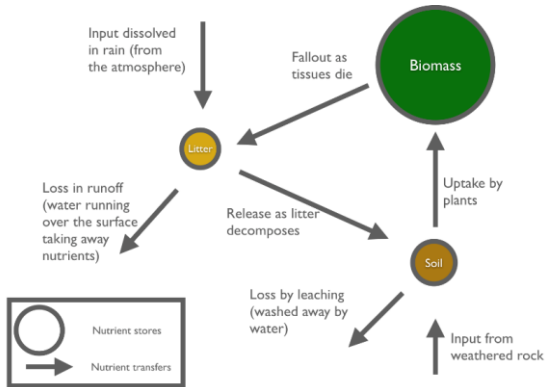 Input dissolved
in rain (from
the atmosphere)
Fallout as
tissues die
Biomass
Litter
Loss in runoff
(water running
over the surface
taking away
nutrients)
Release as litter
decomposes
Uptake by
plants
Soil
Loss by leaching
(washed away by
water)
Input from
weathered rock
Nutrient stores
Nutrient transfers